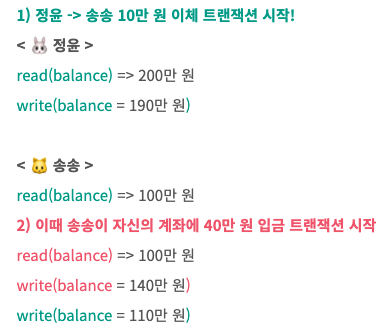 1) 정윤 -> 송송 10만 원 이체 트랜잭션 시작!
< 🐰 정윤 >
read(balance) => 200만 원
write(balance = 190만 원)
< 🐱 송송 >
read(balance) => 100만 원
2) 이때 송송이 자신의 계좌에 40만 원 입금 트랜잭션 시작
read(balance) => 100만 원
write(balance = 140만 원)
write(balance = 110만 원)